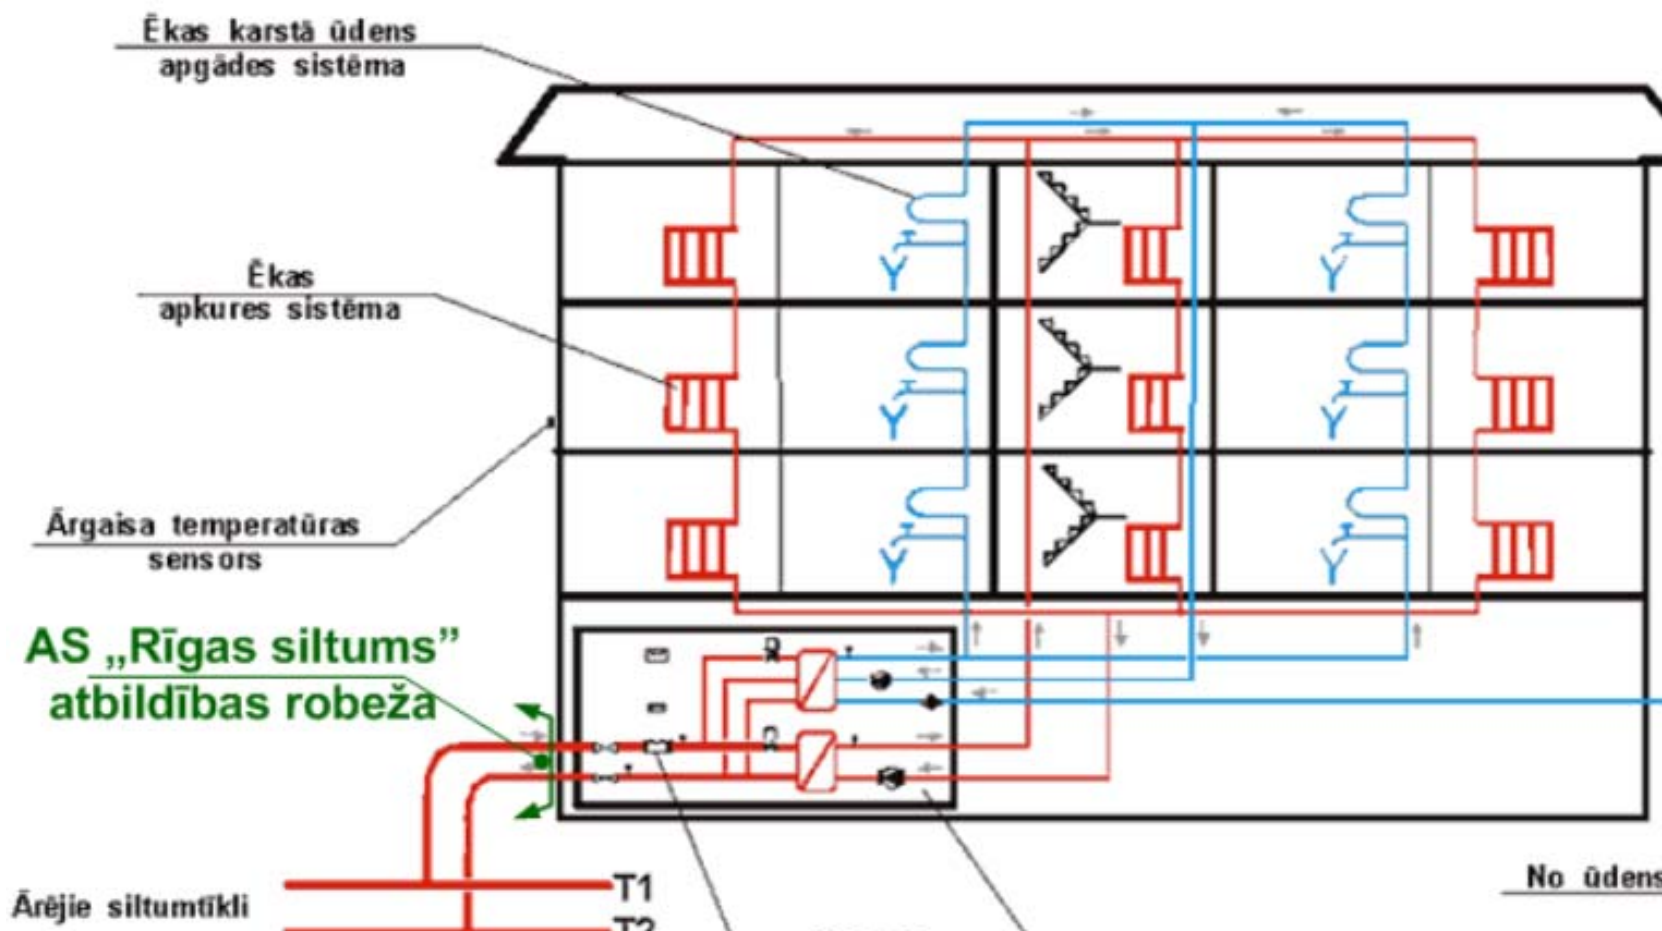 Ēkas karstā ūdens
apgādes sistēma
Ēkas
apkures sistēma
Ārgaisa temperatūras
sensors
AS „Rīgas siltums”
atbildības robeža
Ārējie siltumtīkli
T1
T2
No ūdens